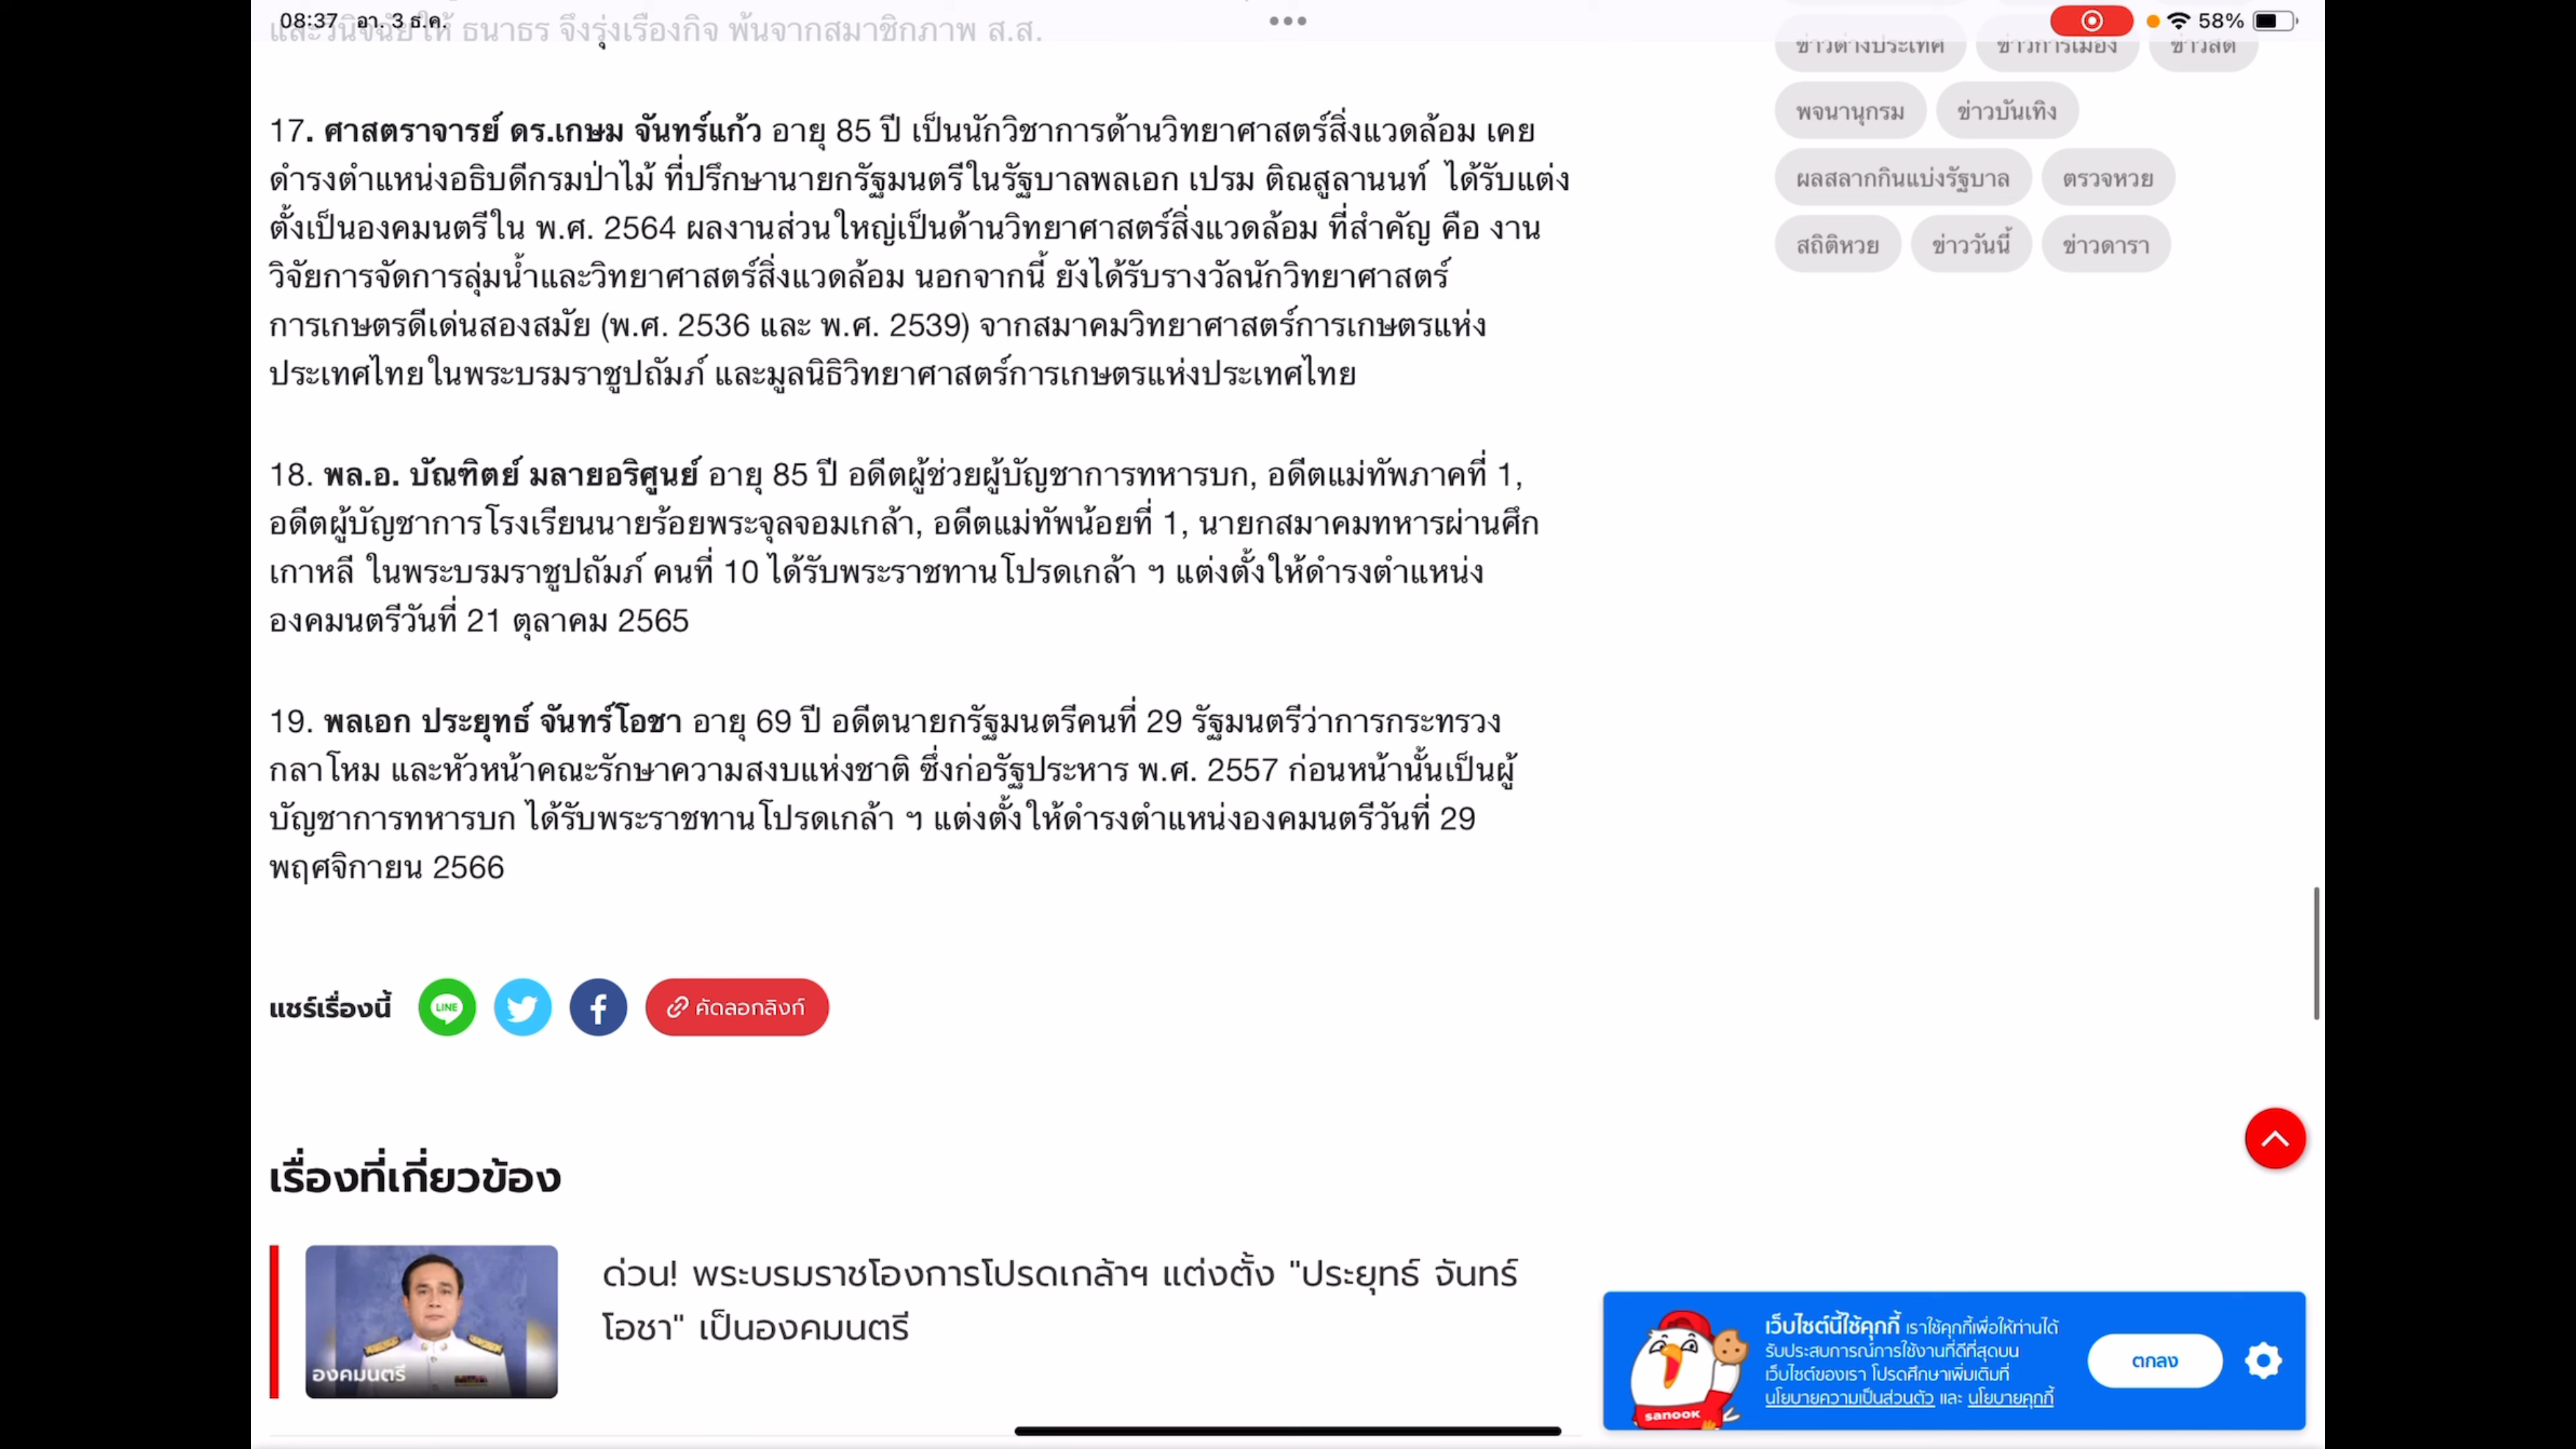 08:37 อา. 3 ธ.ค.
58%
และวินิจฉัยให้ ธนาธร จึงรุ่งเรืองกิจ พ้นจากสมาชิกภาพ ส.ส.
17. ศาสตราจารย์ ดร.เกษม จันทร์แก้ว อายุ 85 ปี เป็นนักวิชาการด้านวิทยาศาสตร์สิ่งแวดล้อม เคย
ดำรงตำแหน่งอธิบดีกรมป่าไม้ ที่ปรึกษานายกรัฐมนตรีในรัฐบาลพลเอก เปรม ติณสูลานนท์ ได้รับแต่ง
ตั้งเป็นองคมนตรีใน พ.ศ. 2564 ผลงานส่วนใหญ่เป็นด้านวิทยาศาสตร์สิ่งแวดล้อม ที่สำคัญ คือ งาน
วิจัยการจัดการลุ่มน้ำและวิทยาศาสตร์สิ่งแวดล้อม นอกจากนี้ ยังได้รับรางวัลนักวิทยาศาสตร์
การเกษตรดีเด่นสองสมัย (พ.ศ. 2536 และ พ.ศ. 2539) จากสมาคมวิทยาศาสตร์การเกษตรแห่ง
ประเทศไทยในพระบรมราชูปถัมภ์ และมูลนิธิวิทยาศาสตร์การเกษตรแห่งประเทศไทย
18. พล.อ. บัณฑิตย์ มลายอริศูนย์ อายุ 85 ปี อดีตผู้ช่วยผู้บัญชาการทหารบก, อดีตแม่ทัพภาคที่ 1,
อดีตผู้บัญชาการโรงเรียนนายร้อยพระจุลจอมเกล้า, อดีตแม่ทัพน้อยที่ 1, นายกสมาคมทหารผ่านศึก
เกาหลี ในพระบรมราชูปถัมภ์ คนที่ 10 ได้รับพระราชทานโปรดเกล้า ฯ แต่งตั้งให้ดำรงตำแหน่ง
องคมนตรีวันที่ 21 ตุลาคม 2565
19. พลเอก ประยุทธ์ จันทร์โอชา อายุ 69 ปี อดีตนายกรัฐมนตรีคนที่ 29 รัฐมนตรีว่าการกระทรวง
กลาโหม และหัวหน้าคณะรักษาความสงบแห่งชาติ ซึ่งก่อรัฐประหาร พ.ศ. 2557 ก่อนหน้านั้นเป็นผู้
บัญชาการทหารบก ได้รับพระราชทานโปรดเกล้า ฯ แต่งตั้งให้ดำรงตำแหน่งองคมนตรีวันที่ 29
พฤศจิกายน 2566
แชร์เรื่องนี้ LINE คัดลอกลิงก์
เรื่องที่เกี่ยวข้อง
องคมนตรี
ด่วน! พระบรมราชโองการโปรดเกล้าฯ แต่งตั้ง "ประยุทธ์ จันทร์
โอชา" เป็นองคมนตรี
ข่าวต่างประเทศ ข่าวการเมือง ข่าวสด
พจนานุกรม ข่าวบันเทิง
ผลสลากกินแบ่งรัฐบาล ตรวจหวย
สถิติหวย ข่าววันนี้ ข่าวดารา
sanook
เว็บไซต์นี้ใช้คุกกี้ เราใช้คุกกี้เพื่อให้ท่านได้
รับประสบการณ์การใช้งานที่ดีที่สุดบน
เว็บไซต์ของเรา โปรดศึกษาเพิ่มเติมที่
นโยบายความเป็นส่วนตัว และ นโยบายคุกกี้
ตกลง